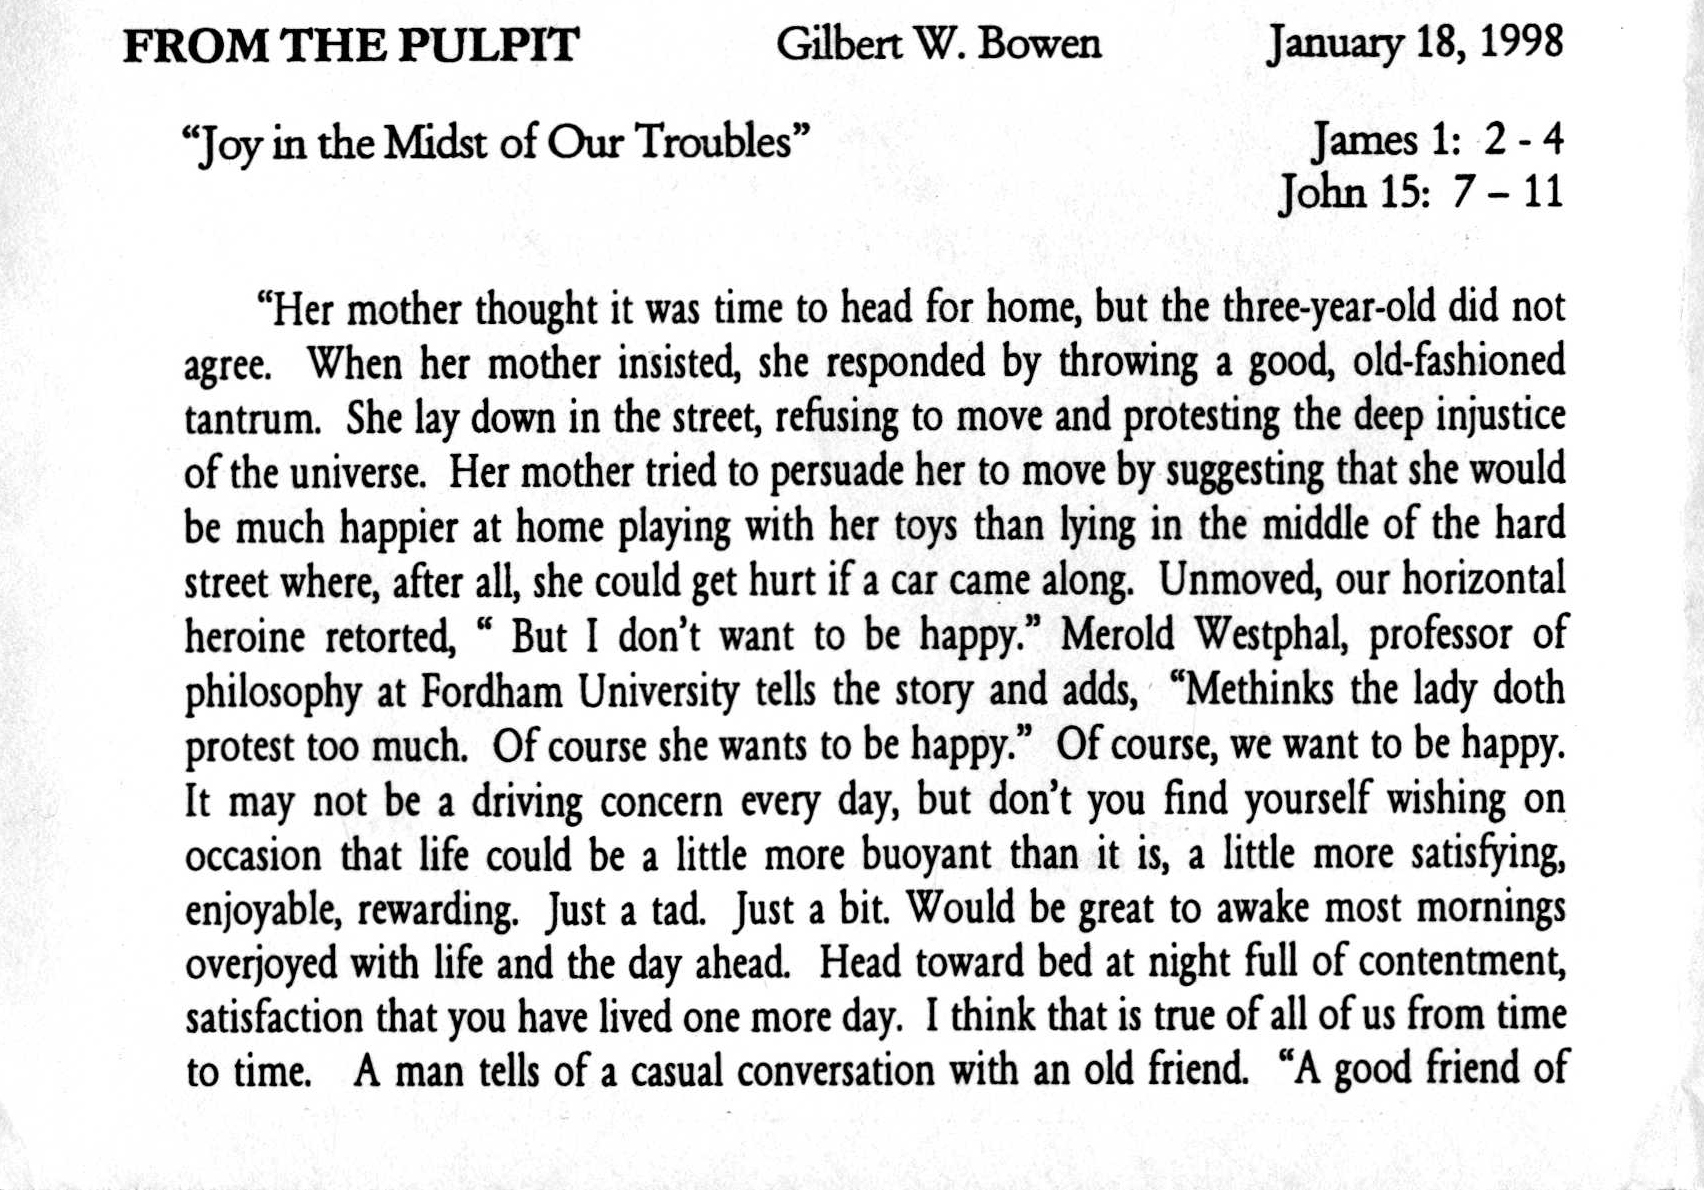 FROM THE PULPIT Gilbert W. Bowen January 18, 1998
“Joy in the Midst of Our Troubles” James 1: 2 - 4
John 15: 7 – 11
“Her mother thought it was time to head for home, but the three-year-old did not
agree. When her mother insisted, she responded by throwing a good, old-fashioned
tantrum. She lay down in the street, refusing to move and protesting the deep injustice
of the universe. Her mother tried to persuade her to move by suggesting that she would
be much happier at home playing with her toys than lying in the middle of the hard
street where, after all, she could get hurt if a car came along. Unmoved, our horizontal
heroine retorted, “ But I don’t want to be happy.” Merold Westphal, professor of
philosophy at Fordham University tells the story and adds, “Methinks the lady doth
protest too much. Of course she wants to be happy.” Of course, we want to be happy.
It may not be a driving concern every day, but don’t you find yourself wishing on
occasion that life could be a little more buoyant than it is, a little more satisfying,
enjoyable, rewarding. Just a tad. Just a bit. Would be great to awake most mornings
overjoyed with life and the day ahead. Head toward bed at night full of contentment,
satisfaction that you have lived one more day. I think that is true of all of us from time
to time. A man tells of a casual conversation with an old friend. “A good friend of